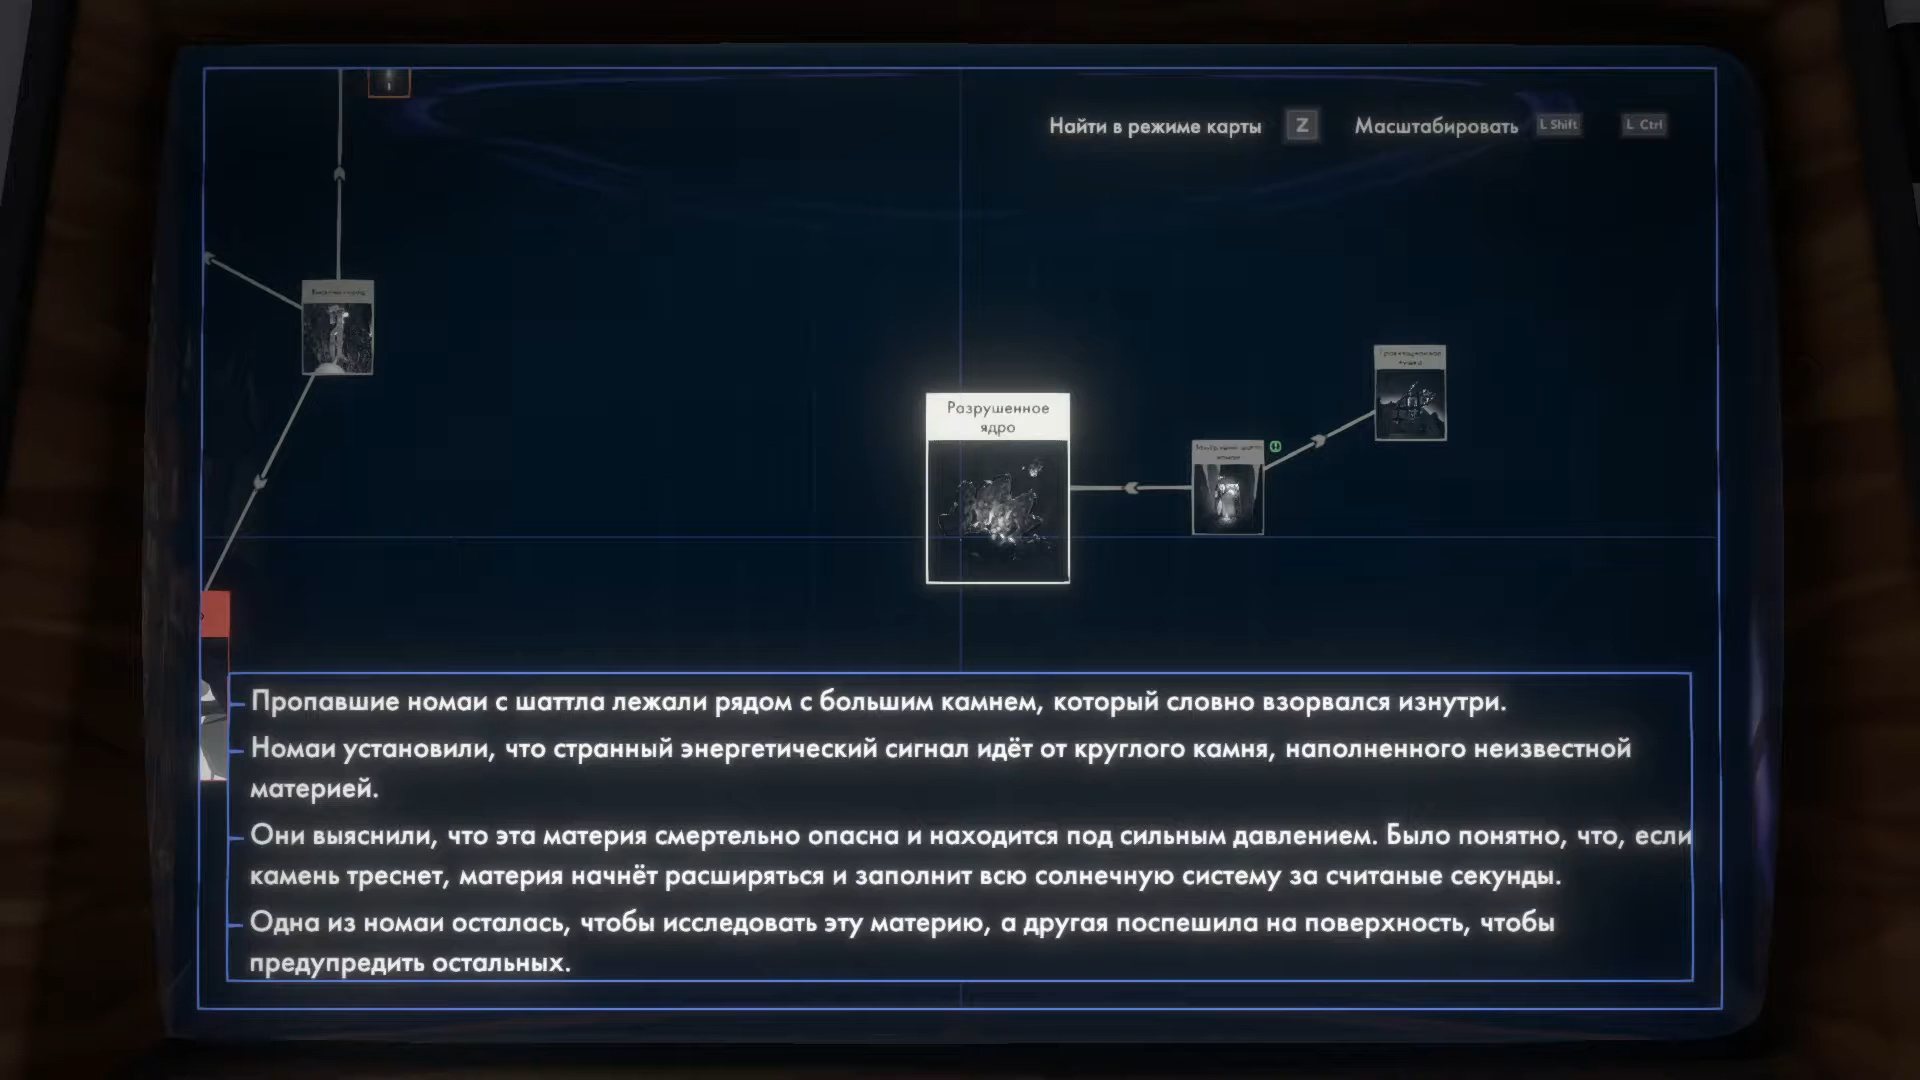 Найти в режиме карты Z Масштабировать L Shift L Ctrl
Разрушенное
ядро
Пропавшие номаи с шаттла лежали рядом с большим камнем, который словно взорвался изнутри.
Номаи установили, что странный энергетический сигнал идёт от круглого камня, наполненного неизвестной
материей.
Они выяснили, что эта материя смертельно опасна и находится под сильным давлением. Было понятно, что, если
камень треснет, материя начнёт расширяться и заполнит всю солнечную систему за считаные секунды.
Одна из номаи осталась, чтобы исследовать эту материю, а другая поспешила на поверхность, чтобы
предупредить остальных.